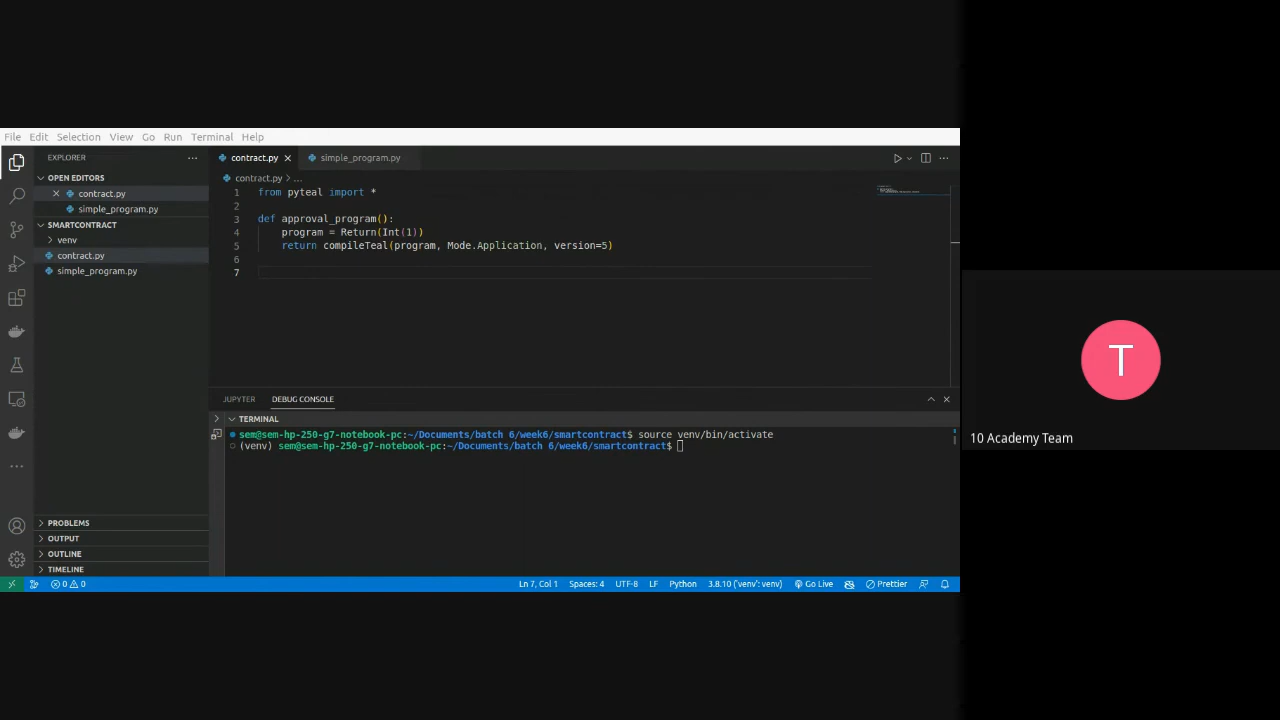 File Edit Selection View Go Run Terminal Help
EXPLORER ...
OPEN EDITORS
contract.py
simple_program.py
SMARTCONTRACT
venv
contract.py
simple_program.py
PROBLEMS
OUTPUT
OUTLINE
TIMELINE
contract.py simple_program.py
contract.py > ...
1 from pyteal import *
2
3 def approval_program():
4 program = Return(Int(1))
5 return compileTeal(program, Mode.Application, version=5)
6
7
JUPYTER DEBUG CONSOLE
TERMINAL
sem@sem-hp-250-g7-notebook-pc:~/Documents/batch 6/week6/smartcontract$ source venv/bin/activate
(venv) sem@sem-hp-250-g7-notebook-pc:~/Documents/batch 6/week6/smartcontract$
0 0 Ln 7, Col 1 Spaces: 4 UTF-8 LF Python 3.8.10 ('venv': venv) Go Live Prettier
T
10 Academy Team